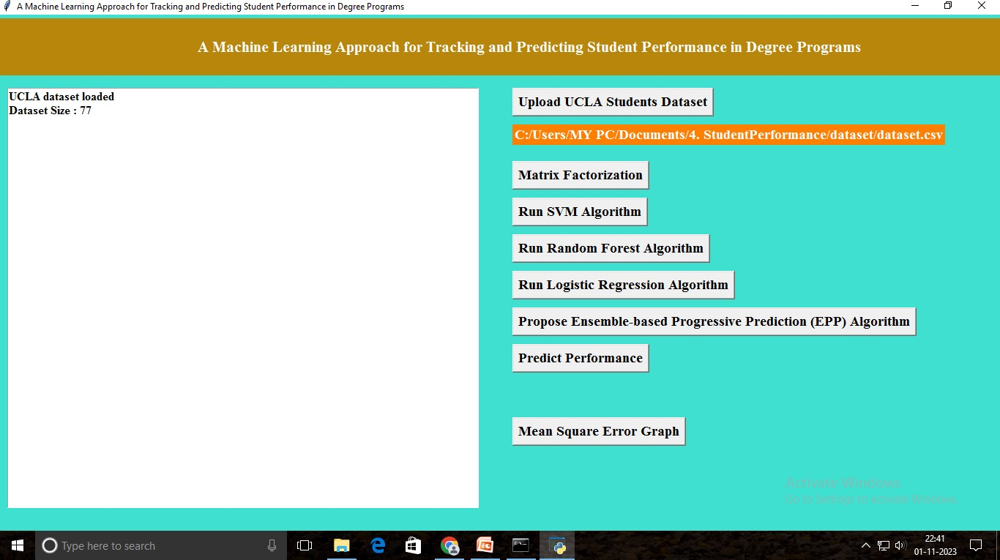 A Machine Learning Approach for Tracking and Predicting Student Performance in Degree Programs
A Machine Learning Approach for Tracking and Predicting Student Performance in Degree Programs
UCLA dataset loaded
Dataset Size : 77
Upload UCLA Students Dataset
C:/Users/MY PC/Documents/4. StudentPerformance/dataset/dataset.csv
Matrix Factorization
Run SVM Algorithm
Run Random Forest Algorithm
Run Logistic Regression Algorithm
Propose Ensemble-based Progressive Prediction (EPP) Algorithm
Predict Performance
Mean Square Error Graph
Activate Windows
Go to Settings to activate Windows.
Type here to search
22:41
01-11-2023